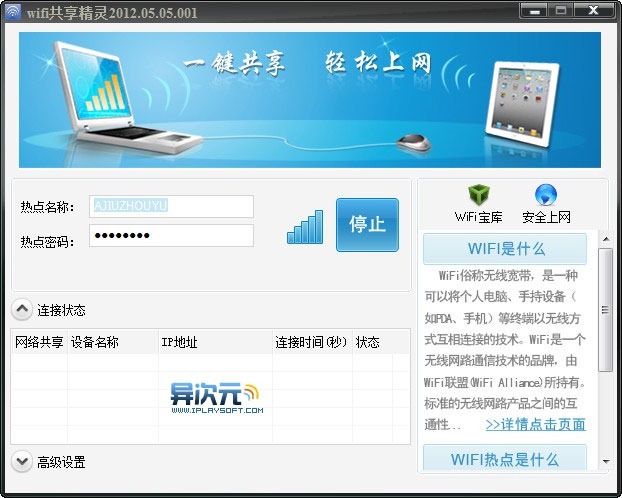 wifi共享精灵2012.05.05.001
一键共享 轻松上网
热点名称: AJIUZHOUYU
热点密码: ●●●●●●●●
停止
WiFi宝库 安全上网
WIFI是什么
WiFi俗称无线宽带，是一种
可以将个人电脑、手持设备（
如PDA、手机）等终端以无线方
式互相连接的技术。WiFi是一个
无线网路通信技术的品牌，由
WiFi联盟(WiFi Alliance)所持有。
标准的无线网路产品之间的互
通性... >>详情点击页面
WIFI热点是什么
连接状态
网络共享 设备名称 IP地址 连接时间(秒) 状态
异次元
WWW.IPLAYSOFT.COM
高级设置